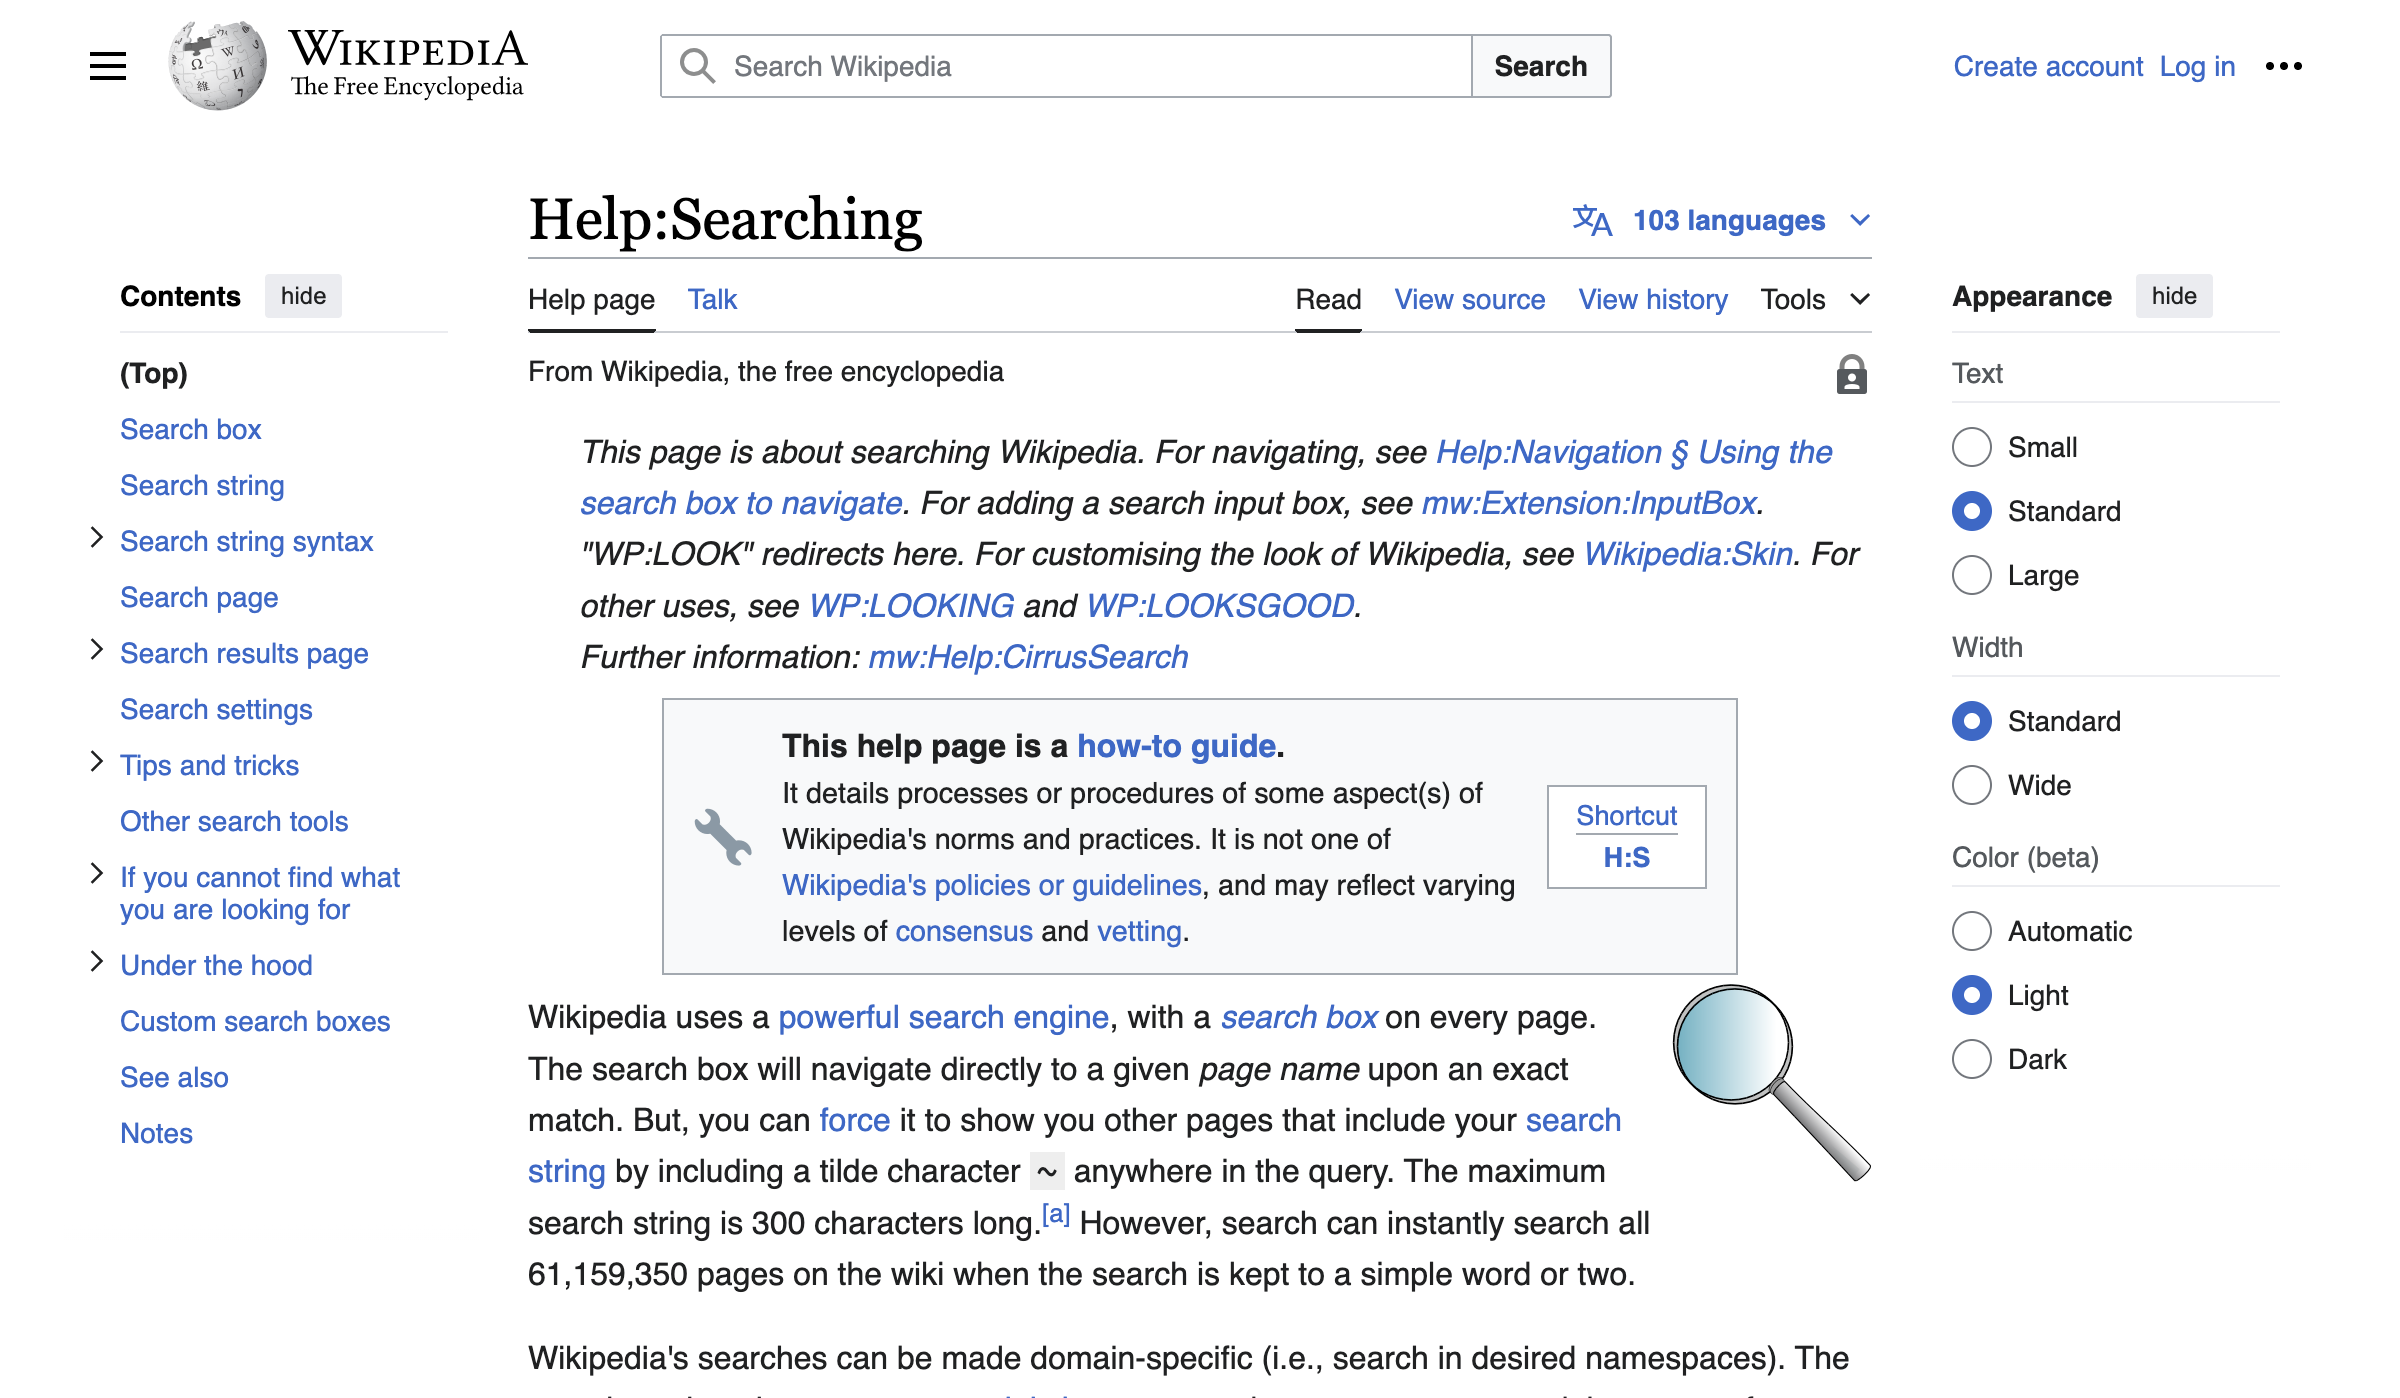 WIKIPEDIA
The Free Encyclopedia
Search Wikipedia
Search
Create account Log in
Contents hide
(Top)
Search box
Search string
Search string syntax
Search page
Search results page
Search settings
Tips and tricks
Other search tools
If you cannot find what
you are looking for
Under the hood
Custom search boxes
See also
Notes
Help:Searching
103 languages
Help page Talk
Read View source View history Tools
From Wikipedia, the free encyclopedia
This page is about searching Wikipedia. For navigating, see Help:Navigation § Using the
search box to navigate. For adding a search input box, see mw:Extension:InputBox.
"WP:LOOK" redirects here. For customising the look of Wikipedia, see Wikipedia:Skin. For
other uses, see WP:LOOKING and WP:LOOKSGOOD.
Further information: mw:Help:CirrusSearch
This help page is a how-to guide.
It details processes or procedures of some aspect(s) of
Wikipedia's norms and practices. It is not one of
Wikipedia's policies or guidelines, and may reflect varying
levels of consensus and vetting.
Shortcut
H:S
Wikipedia uses a powerful search engine, with a search box on every page.
The search box will navigate directly to a given page name upon an exact
match. But, you can force it to show you other pages that include your search
string by including a tilde character ~ anywhere in the query. The maximum
search string is 300 characters long.[a] However, search can instantly search all
61,159,350 pages on the wiki when the search is kept to a simple word or two.
Wikipedia's searches can be made domain-specific (i.e., search in desired namespaces). The
Appearance hide
Text
Small
Standard
Large
Width
Standard
Wide
Color (beta)
Automatic
Light
Dark